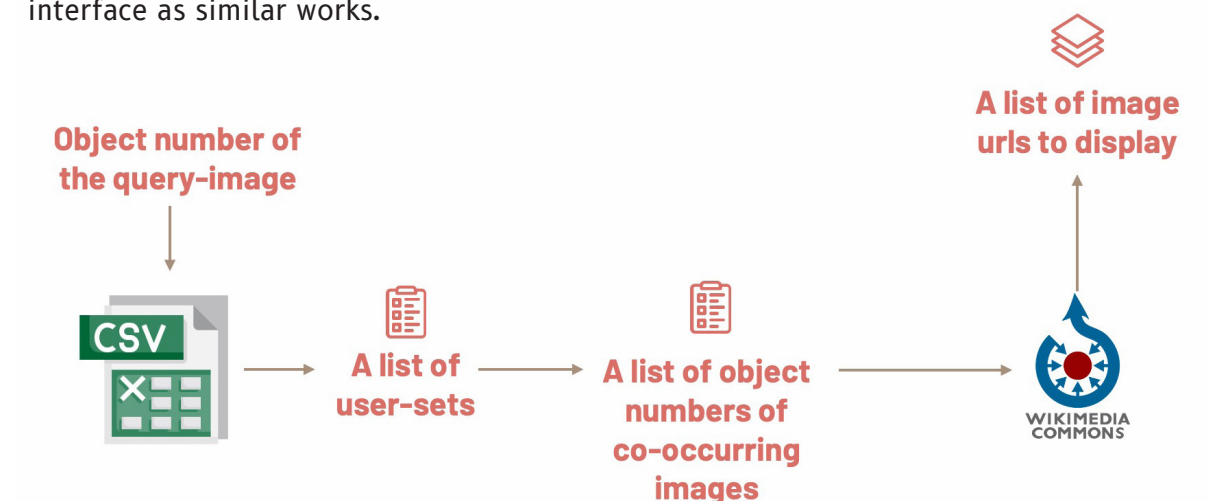 interface as similar works.
A list of image
urls to display
Object number of
the query-image
CSV
A list of
user-sets
A list of object
numbers of
co-occurring
images
WIKIMEDIA
COMMONS